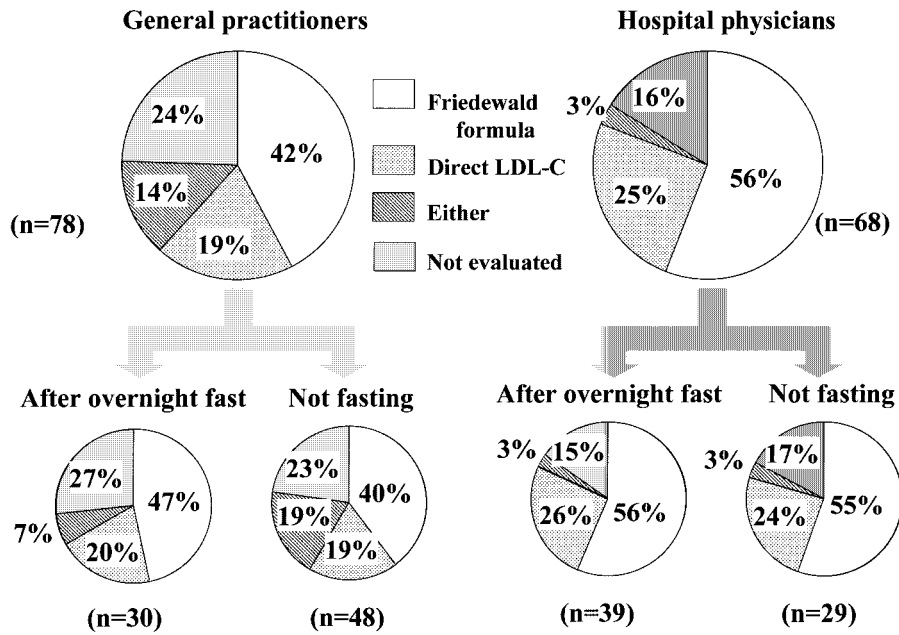 General practitioners
Hospital physicians
24%
42%
14%
19%
(n=78)
Friedewald
formula
Direct LDL-C
Either
Not evaluated
3%
16%
56%
25%
(n=68)
After overnight fast
Not fasting
After overnight fast
Not fasting
27%
47%
7%
20%
(n=30)
23%
40%
19%
19%
(n=48)
3%
15%
26%
56%
(n=39)
3%
17%
24%
55%
(n=29)